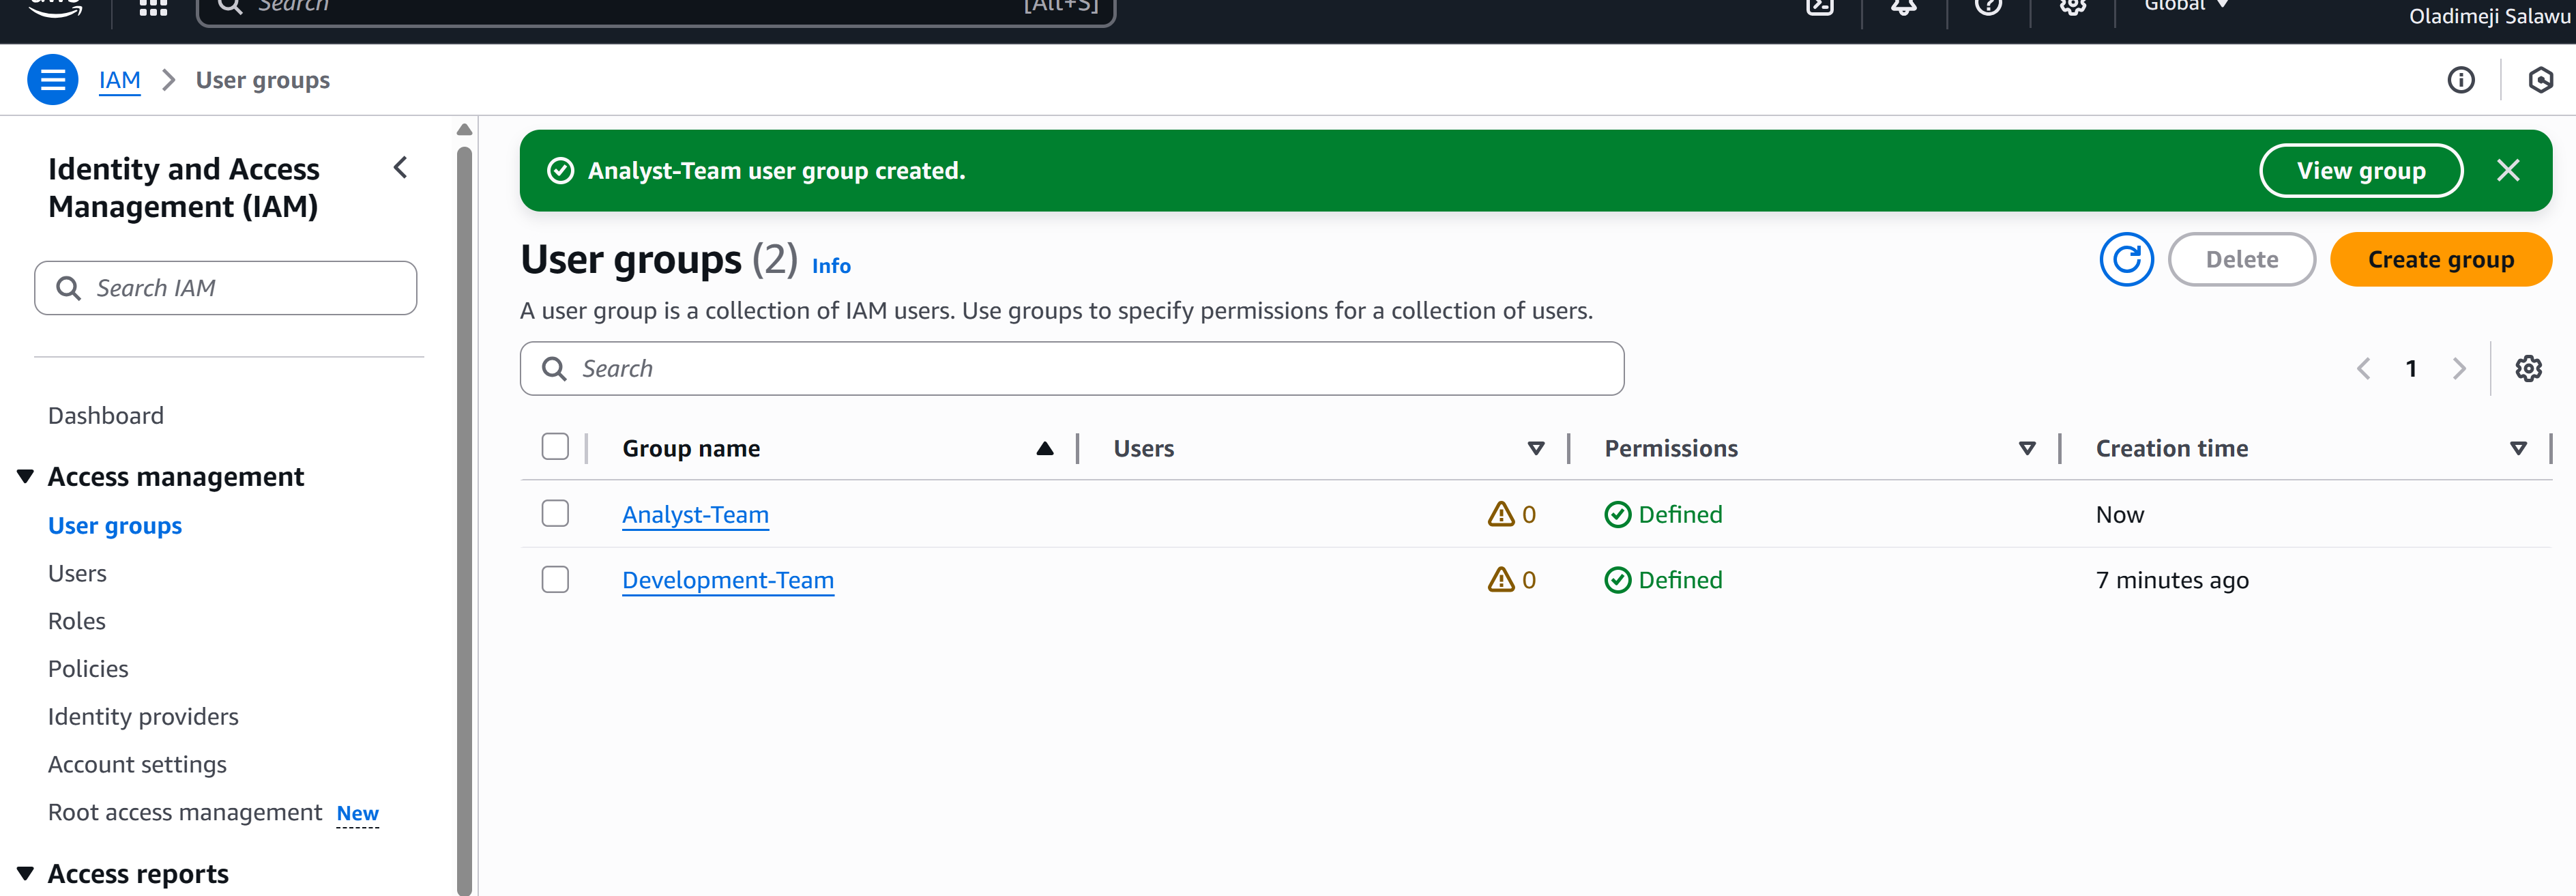 aws
Search
[Alt+S]
Global
Oladimeji Salawu
IAM
User groups
Identity and Access
Management (IAM)
Search IAM
Dashboard
Access management
User groups
Users
Roles
Policies
Identity providers
Account settings
Root access management New
Access reports
Analyst-Team user group created.
View group
User groups (2) Info
Delete
Create group
A user group is a collection of IAM users. Use groups to specify permissions for a collection of users.
Search
1
Group name Users Permissions Creation time
Analyst-Team 0 Defined Now
Development-Team 0 Defined 7 minutes ago